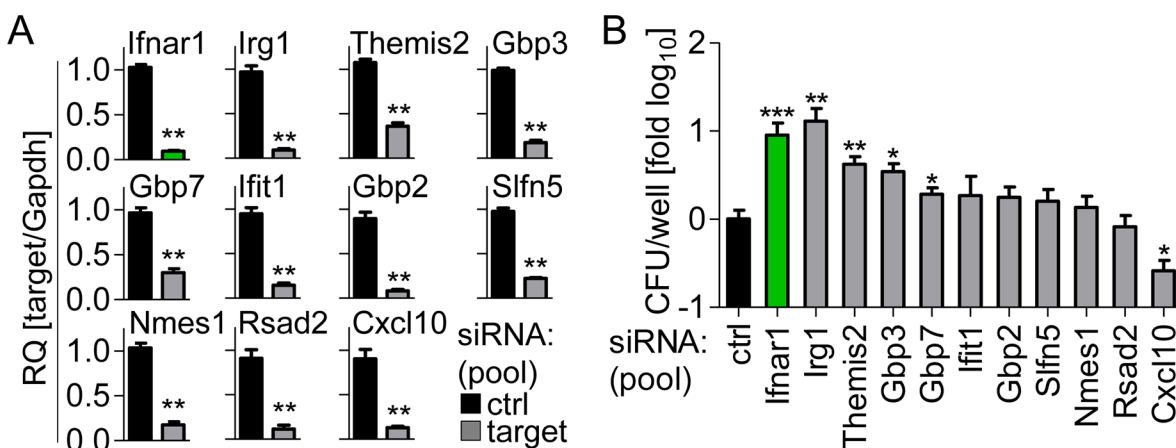 A
RQ [target/Gapdh]
Ifnar1 Irg1 Themis2 Gbp3
1.0
0.5
0.0
** ** ** **
Gbp7 Ifit1 Gbp2 Slfn5
1.0
0.5
0.0
** ** ** **
Nmes1 Rsad2 Cxcl10
1.0
0.5
0.0
** ** **
siRNA:
(pool)
ctrl
target
B
CFU/well [fold log10]
2
1
0
-1
*** ** ** * * *
siRNA:
(pool)
ctrl
Ifnar1
Irg1
Themis2
Gbp3
Gbp7
Ifit1
Gbp2
Slfn5
Nmes1
Rsad2
Cxcl10